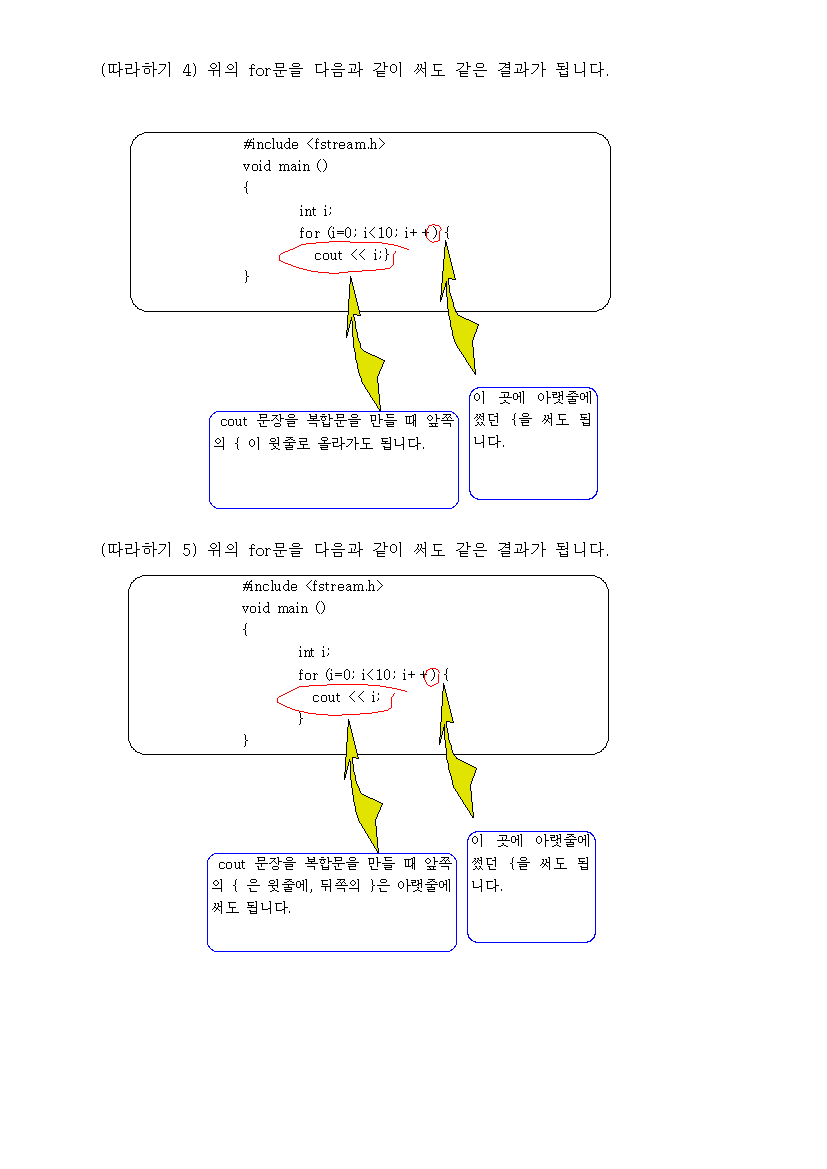 (따라하기 4) 위의 for문을 다음과 같이 써도 같은 결과가 됩니다.
#include <fstream.h>
void main ()
{
int i;
for (i=0; i<10; i++) {
cout << i;}
}
이 곳에 아랫줄에
썼던 {을 써도 됩
니다.
cout 문장을 복합문을 만들 때 앞쪽
의 { 이 윗줄로 올라가도 됩니다.
(따라하기 5) 위의 for문을 다음과 같이 써도 같은 결과가 됩니다.
#include <fstream.h>
void main ()
{
int i;
for (i=0; i<10; i++) {
cout << i;
}
}
이 곳에 아랫줄에
썼던 {을 써도 됩
니다.
cout 문장을 복합문을 만들 때 앞쪽
의 { 은 윗줄에, 뒤쪽의 }은 아랫줄에
써도 됩니다.